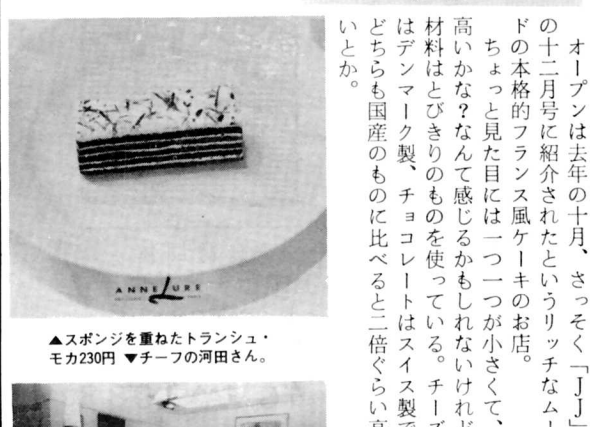 オープンは去年の十月、さっそく「JJ」
の十二月号に紹介されたというリッチなムー
ドの本格的フランス風ケーキのお店。
ちょっと見た目には一つ一つが小さくて、
高いかな？なんて感じるかもしれないけれど
材料はとびきりのものを使っている。チーズ
はデンマーク製、チョコレートはスイス製で
どちらも国産のものに比べると二倍ぐらい高
いとか。
ANNE LURE
▲スポンジを重ねたトランシュ・
モカ230円 ▼チーフの河田さん。